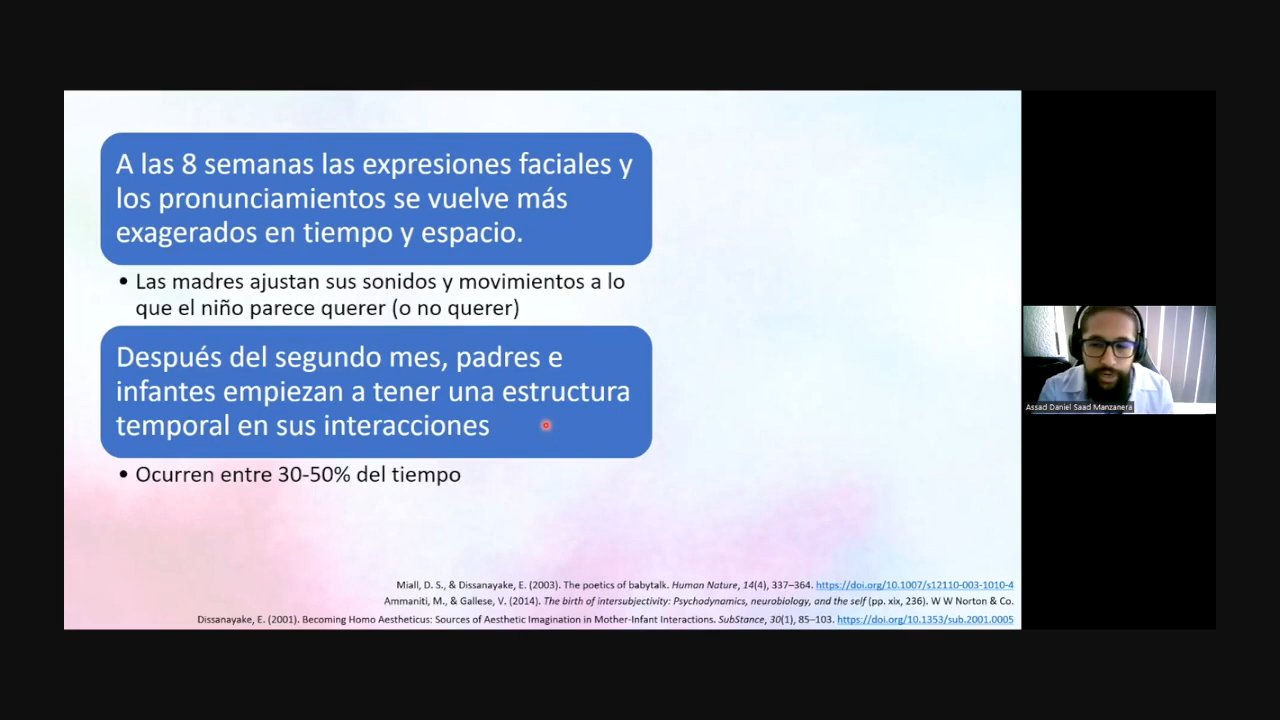 A las 8 semanas las expresiones faciales y
los pronunciamientos se vuelve más
exagerados en tiempo y espacio.
• Las madres ajustan sus sonidos y movimientos a lo
que el niño parece querer (o no querer)
Después del segundo mes, padres e
infantes empiezan a tener una estructura
temporal en sus interacciones
• Ocurren entre 30-50% del tiempo
Miall, D. S., & Dissanayake, E. (2003). The poetics of babytalk. Human Nature, 14(4), 337–364. https://doi.org/10.1007/s12110-003-1010-4
Ammaniti, M., & Gallese, V. (2014). The birth of intersubjectivity: Psychodynamics, neurobiology, and the self (pp. xix, 236). W W Norton & Co.
Dissanayake, E. (2001). Becoming Homo Aestheticus: Sources of Aesthetic Imagination in Mother-Infant Interactions. SubStance, 30(1), 85–103. https://doi.org/10.1353/sub.2001.0005
Assad Daniel Saad Manzanera